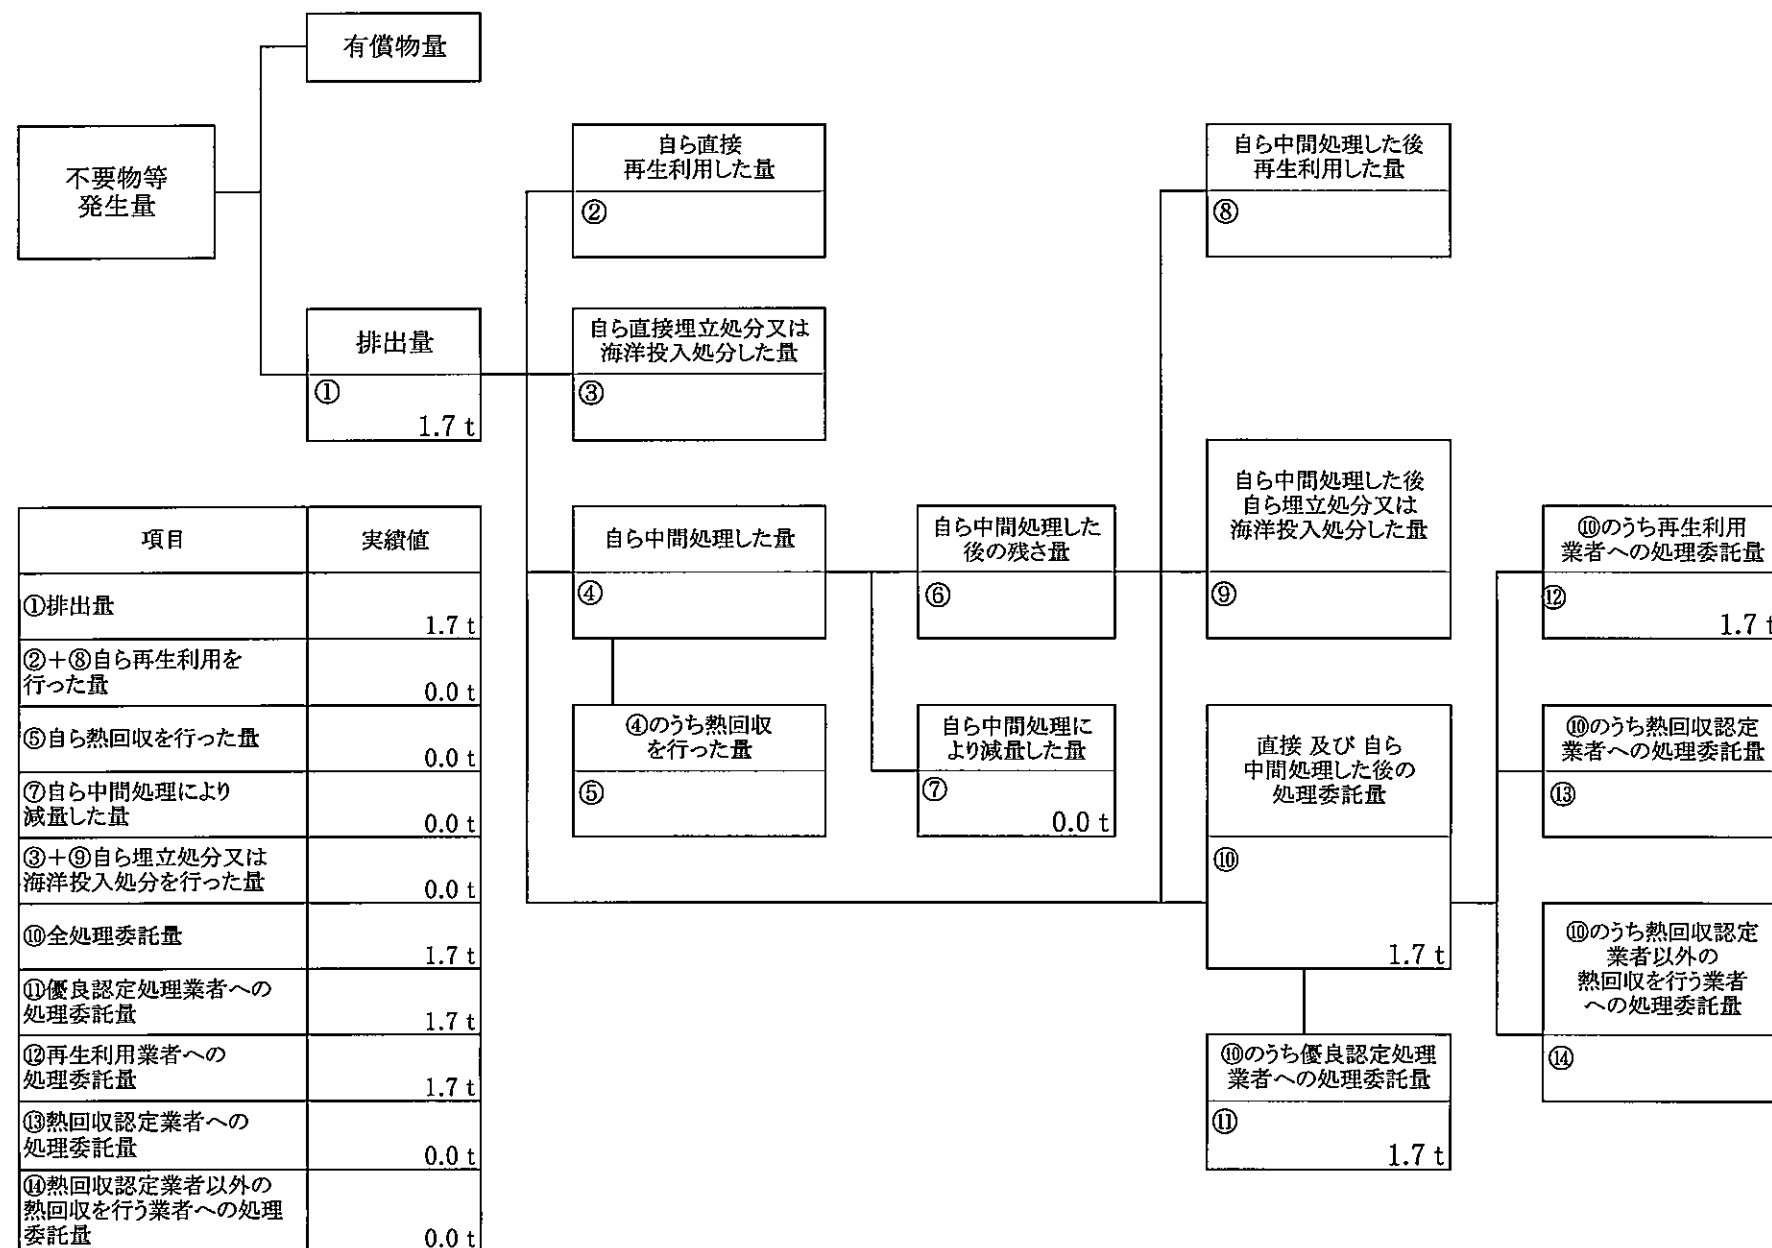 有償物量
不要物等
発生量
自ら直接
再生利用した量
②
自ら中間処理した後
再生利用した量
⑧
排出量
①
1.7 t
自ら直接埋立処分又は
海洋投入処分した量
③
自ら中間処理した量
④
自ら中間処理した
後の残さ量
⑥
自ら中間処理した後
自ら埋立処分又は
海洋投入処分した量
⑨
⑩のうち再生利用
業者への処理委託量
⑫
1.7 t
④のうち熱回収
を行った量
⑤
自ら中間処理に
より減量した量
⑦
0.0 t
直接 及び 自ら
中間処理した後の
処理委託量
⑩
1.7 t
⑩のうち熱回収認定
業者への処理委託量
⑬
⑩のうち熱回収認定
業者以外の
熱回収を行う業者
への処理委託量
⑭
⑩のうち優良認定処理
業者への処理委託量
⑪
1.7 t
項目 実績値
①排出量
1.7 t
②+⑧自ら再生利用を
行った量
0.0 t
⑤自ら熱回収を行った量
0.0 t
⑦自ら中間処理により
減量した量
0.0 t
③+⑨自ら埋立処分又は
海洋投入処分を行った量
0.0 t
⑩全処理委託量
1.7 t
⑪優良認定処理業者への
処理委託量
1.7 t
⑫再生利用業者への
処理委託量
1.7 t
⑬熱回収認定業者への
処理委託量
0.0 t
⑭熱回収認定業者以外の
熱回収を行う業者への処理
委託量
0.0 t